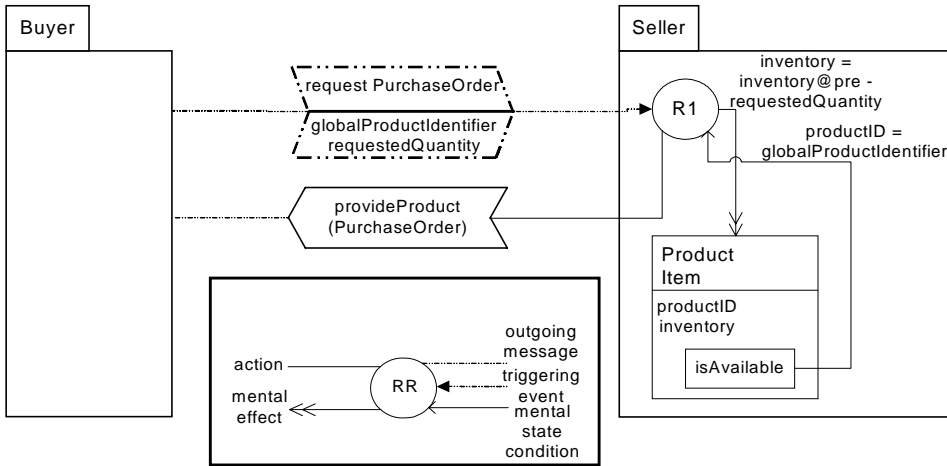 Buyer
Seller
request PurchaseOrder
globalProductIdentifier
requestedQuantity
provideProduct
(PurchaseOrder)
R1
inventory =
inventory@pre -
requestedQuantity
productID =
globalProductIdentifier
Product
Item
productID
inventory
isAvailable
action
mental
effect
RR
outgoing
message
triggering
event
mental
state
condition